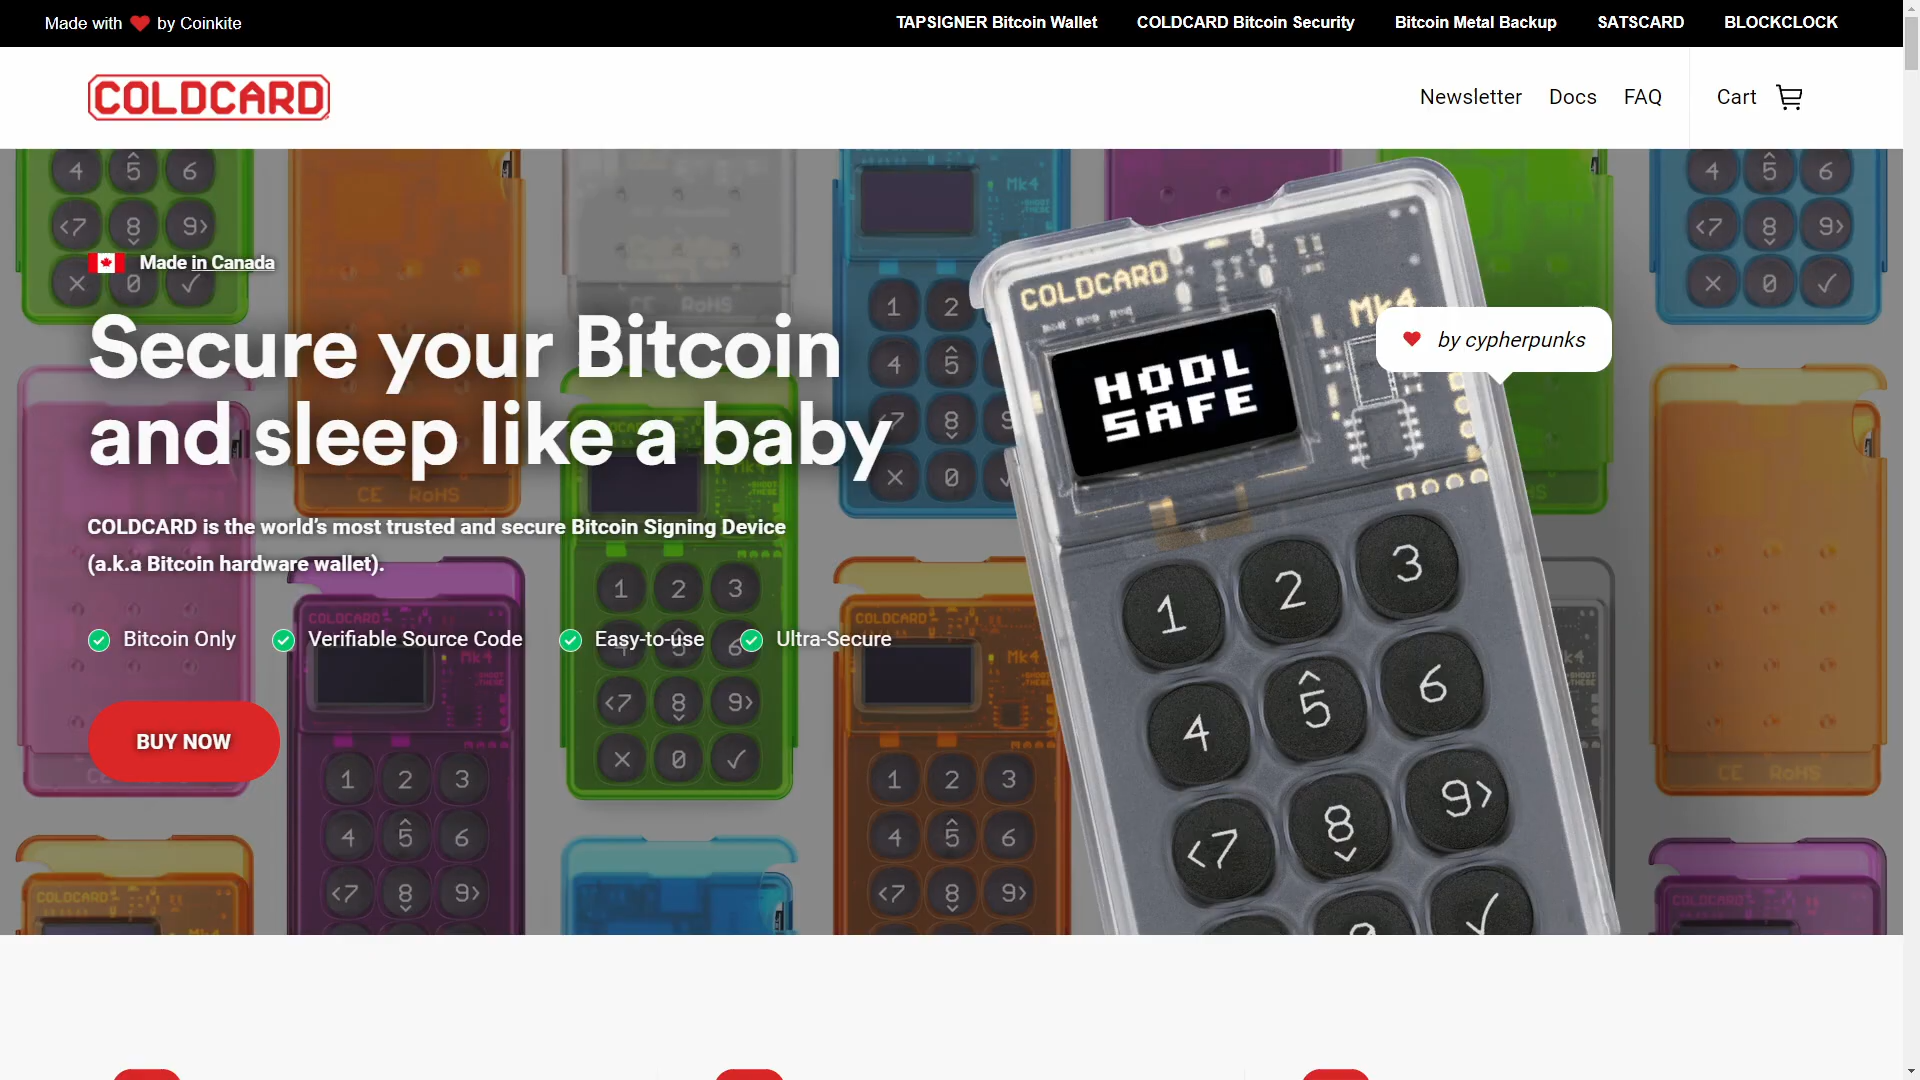 Made with by Coinkite
TAPSIGNER Bitcoin Wallet
COLDCARD Bitcoin Security
Bitcoin Metal Backup
SATSCARD
BLOCKCLOCK
COLDCARD
Newsletter
Docs
FAQ
Cart
Made in Canada
Secure your Bitcoin
and sleep like a baby
COLDCARD is the world's most trusted and secure Bitcoin Signing Device
(a.k.a Bitcoin hardware wallet).
Bitcoin Only
Verifiable Source Code
Easy-to-use
Ultra-Secure
BUY NOW
COLDCARD
Mk4
by cypherpunks
HODL
SAFE
1 2 3
4 5 6
<7 8 9>